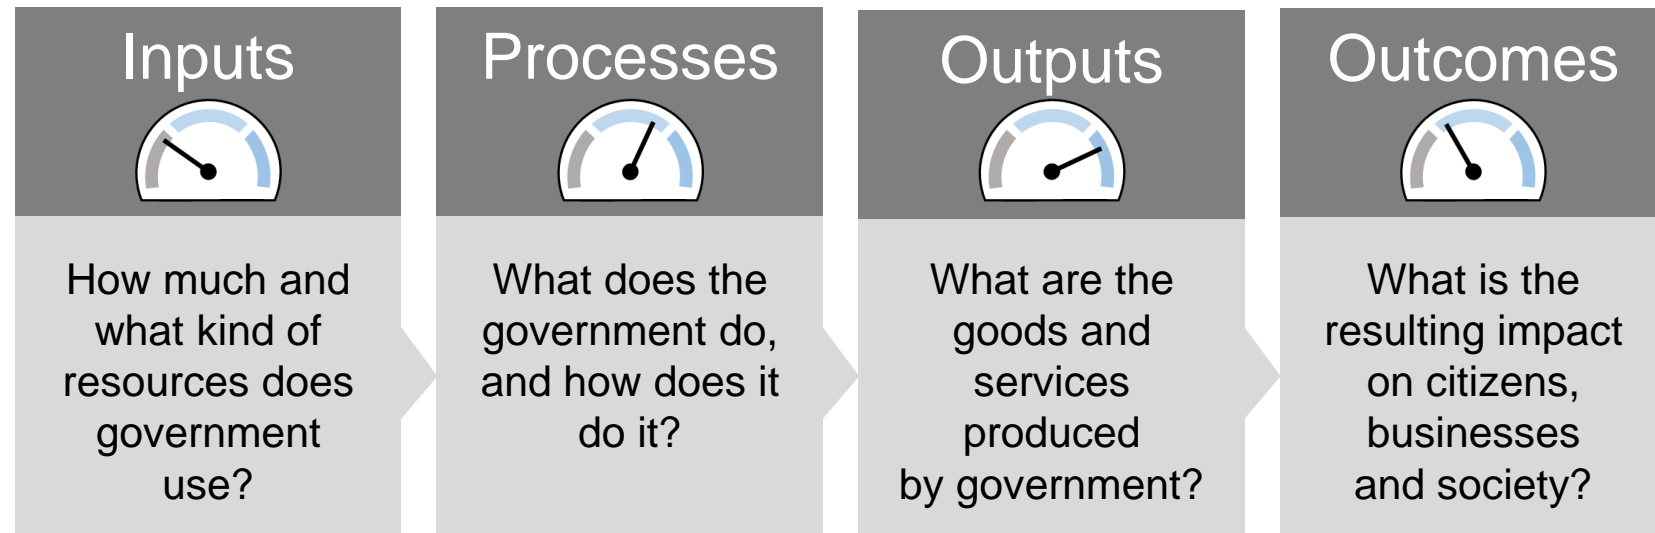 Inputs
How much and
what kind of
resources does
government
use?
Processes
What does the
government do,
and how does it
do it?
Outputs
What are the
goods and
services
produced
by government?
Outcomes
What is the
resulting impact
on citizens,
businesses
and society?